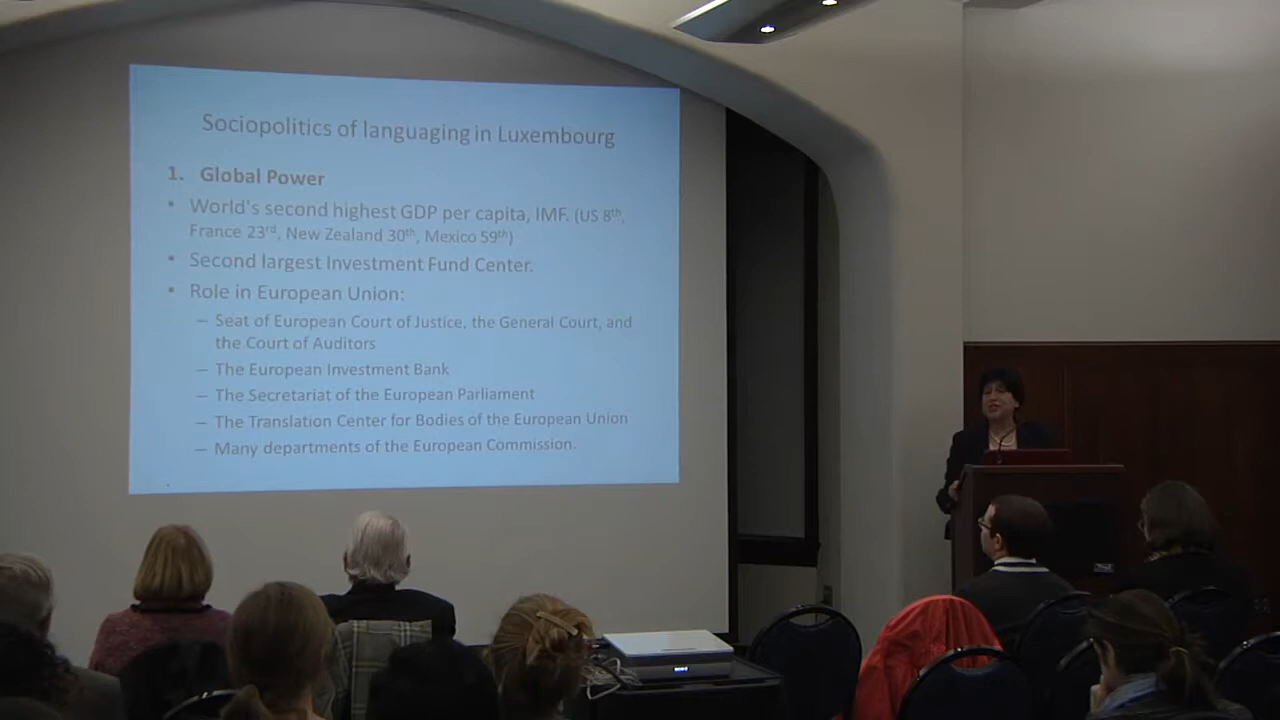 Sociopolitics of languaging in Luxembourg
1. Global Power
• World's second highest GDP per capita, IMF. (US 8th,
France 23rd, New Zealand 30th, Mexico 59th)
• Second largest Investment Fund Center.
• Role in European Union:
– Seat of European Court of Justice, the General Court, and
the Court of Auditors
– The European Investment Bank
– The Secretariat of the European Parliament
– The Translation Center for Bodies of the European Union
– Many departments of the European Commission.